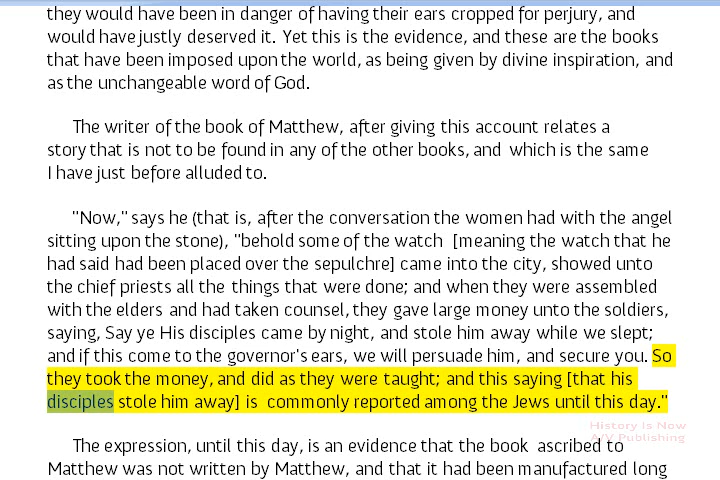 they would have been in danger of having their ears cropped for perjury, and
would have justly deserved it. Yet this is the evidence, and these are the books
that have been imposed upon the world, as being given by divine inspiration, and
as the unchangeable word of God.
The writer of the book of Matthew, after giving this account relates a
story that is not to be found in any of the other books, and which is the same
I have just before alluded to.
"Now," says he (that is, after the conversation the women had with the angel
sitting upon the stone), "behold some of the watch [meaning the watch that he
had said had been placed over the sepulchre] came into the city, showed unto
the chief priests all the things that were done; and when they were assembled
with the elders and had taken counsel, they gave large money unto the soldiers,
saying, Say ye His disciples came by night, and stole him away while we slept;
and if this come to the governor's ears, we will persuade him, and secure you. So
they took the money, and did as they were taught; and this saying [that his
disciples stole him away] is commonly reported among the Jews until this day."
History Is Now
A/V Publishing
The expression, until this day, is an evidence that the book ascribed to
Matthew was not written by Matthew, and that it had been manufactured long